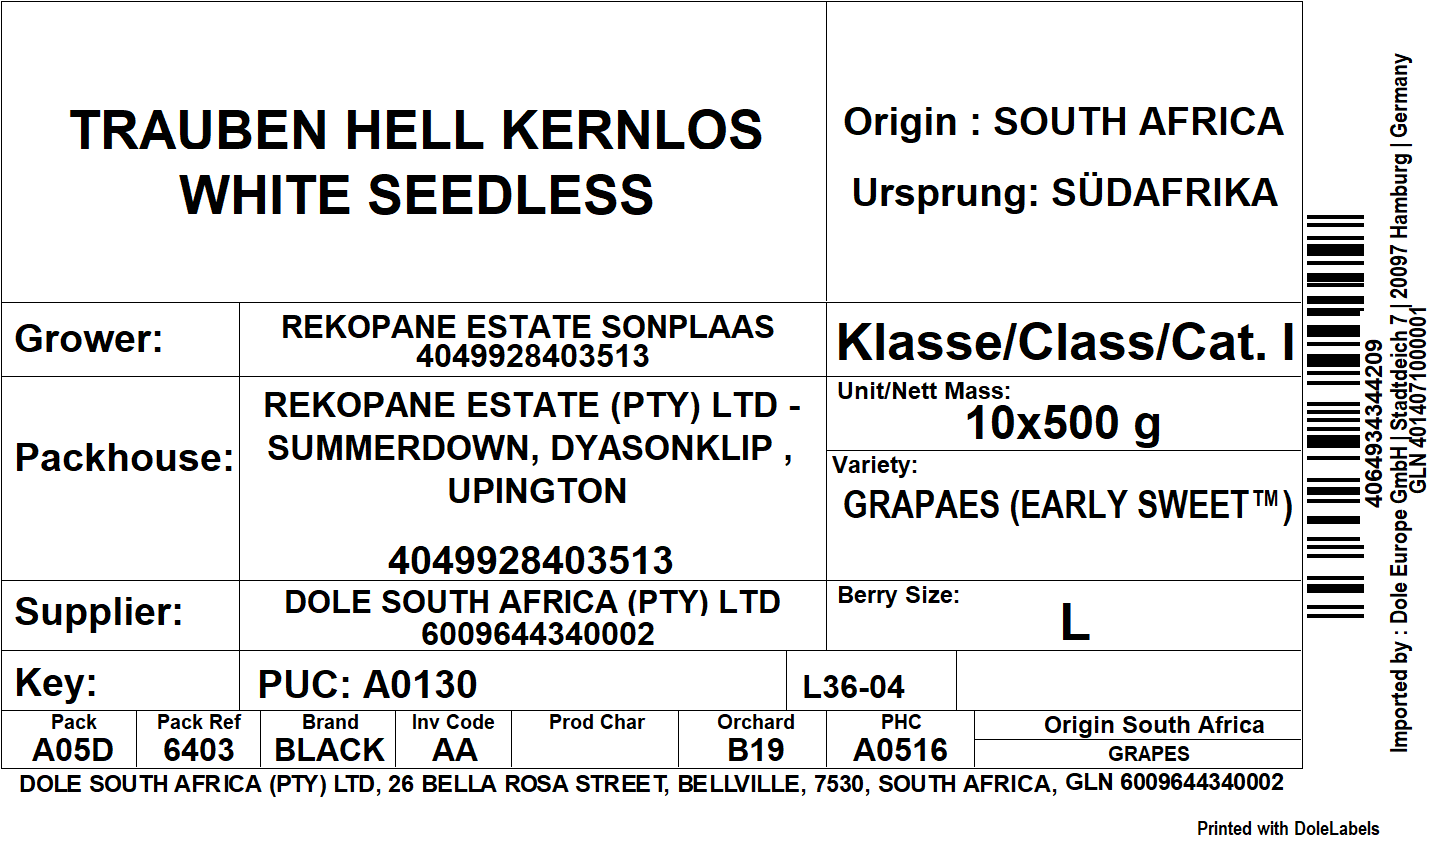 TRAUBEN HELL KERNLOS
WHITE SEEDLESS
Origin : SOUTH AFRICA
Ursprung: SÜDAFRIKA
Grower:
REKOPANE ESTATE SONPLAAS
4049928403513
Klasse/Class/Cat. I
Packhouse:
REKOPANE ESTATE (PTY) LTD -
SUMMERDOWN, DYASONKLIP ,
UPINGTON
4049928403513
Unit/Nett Mass:
10x500 g
Variety:
GRAPAES (EARLY SWEET™)
Supplier:
DOLE SOUTH AFRICA (PTY) LTD
6009644340002
Berry Size:
L
Key:
PUC: A0130
L36-04
Pack
A05D
Pack Ref
6403
Brand
BLACK
Inv Code
AA
Prod Char
Orchard
B19
PHC
A0516
Origin South Africa
GRAPES
DOLE SOUTH AFRICA (PTY) LTD, 26 BELLA ROSA STREET, BELLVILLE, 7530, SOUTH AFRICA, GLN 6009644340002
4064934344209
Imported by : Dole Europe GmbH | Stadtdeich 7 | 20097 Hamburg | Germany
GLN 4014071000001
Printed with DoleLabels